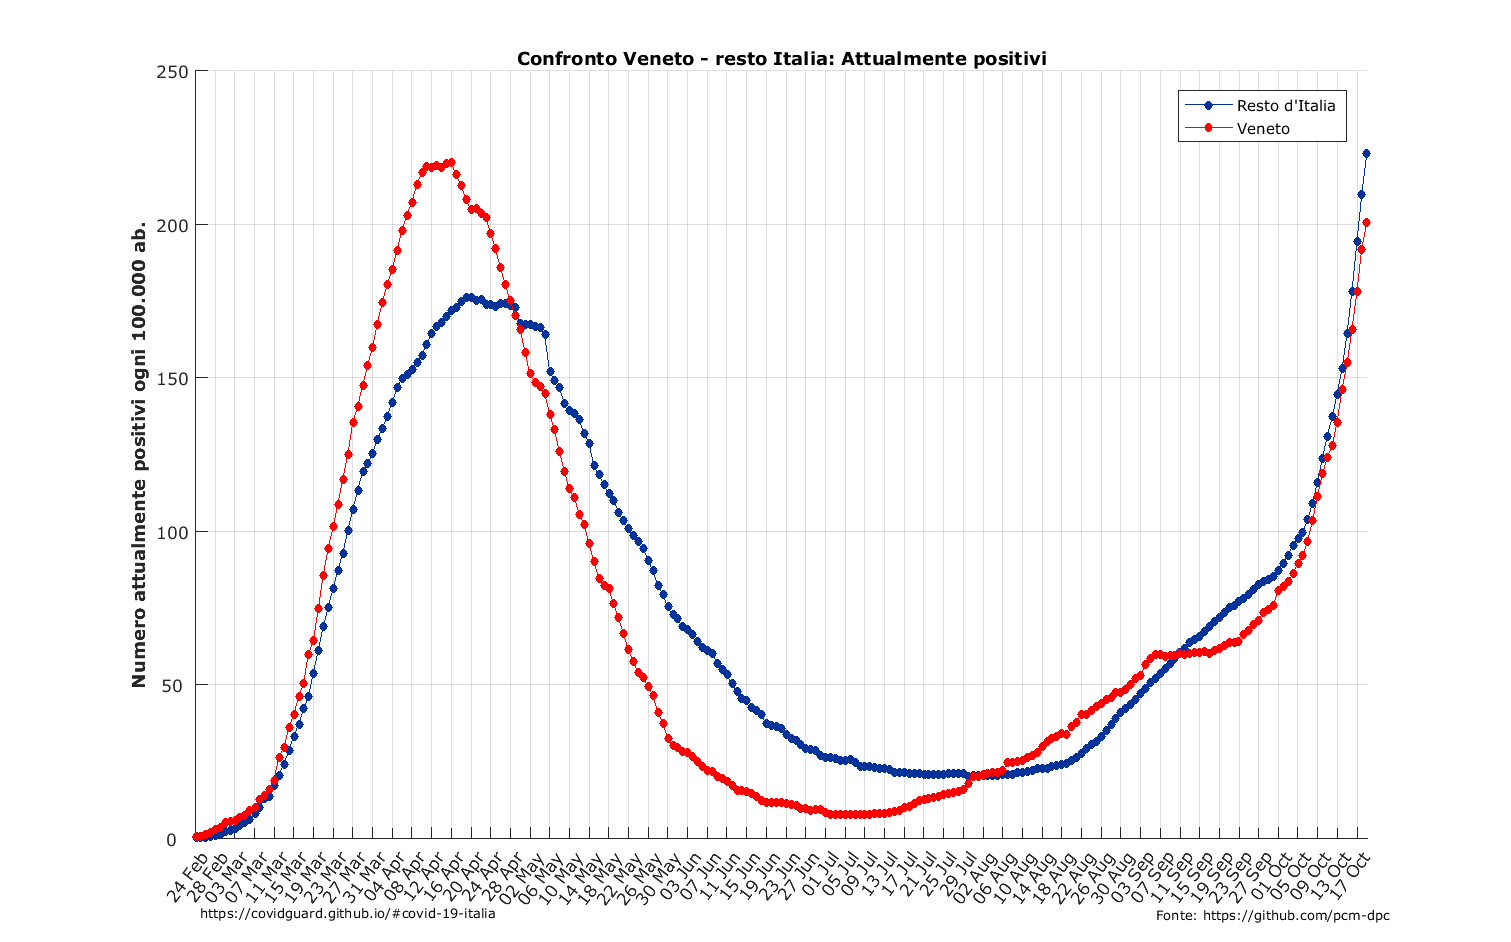 Confronto Veneto - resto Italia: Attualmente positivi
250
200
150
100
50
0
Numero attualmente positivi ogni 100.000 ab.
Resto d'Italia
Veneto
24 Feb
28 Feb
03 Mar
07 Mar
11 Mar
15 Mar
19 Mar
23 Mar
27 Mar
31 Mar
04 Apr
08 Apr
12 Apr
16 Apr
20 Apr
24 Apr
28 Apr
02 May
06 May
10 May
14 May
18 May
22 May
26 May
30 May
03 Jun
07 Jun
11 Jun
15 Jun
19 Jun
23 Jun
27 Jun
01 Jul
05 Jul
09 Jul
13 Jul
17 Jul
21 Jul
25 Jul
29 Jul
02 Aug
06 Aug
10 Aug
14 Aug
18 Aug
22 Aug
26 Aug
30 Aug
03 Sep
07 Sep
11 Sep
15 Sep
19 Sep
23 Sep
27 Sep
01 Oct
05 Oct
09 Oct
13 Oct
17 Oct
https://covidguard.github.io/#covid-19-italia
Fonte: https://github.com/pcm-dpc